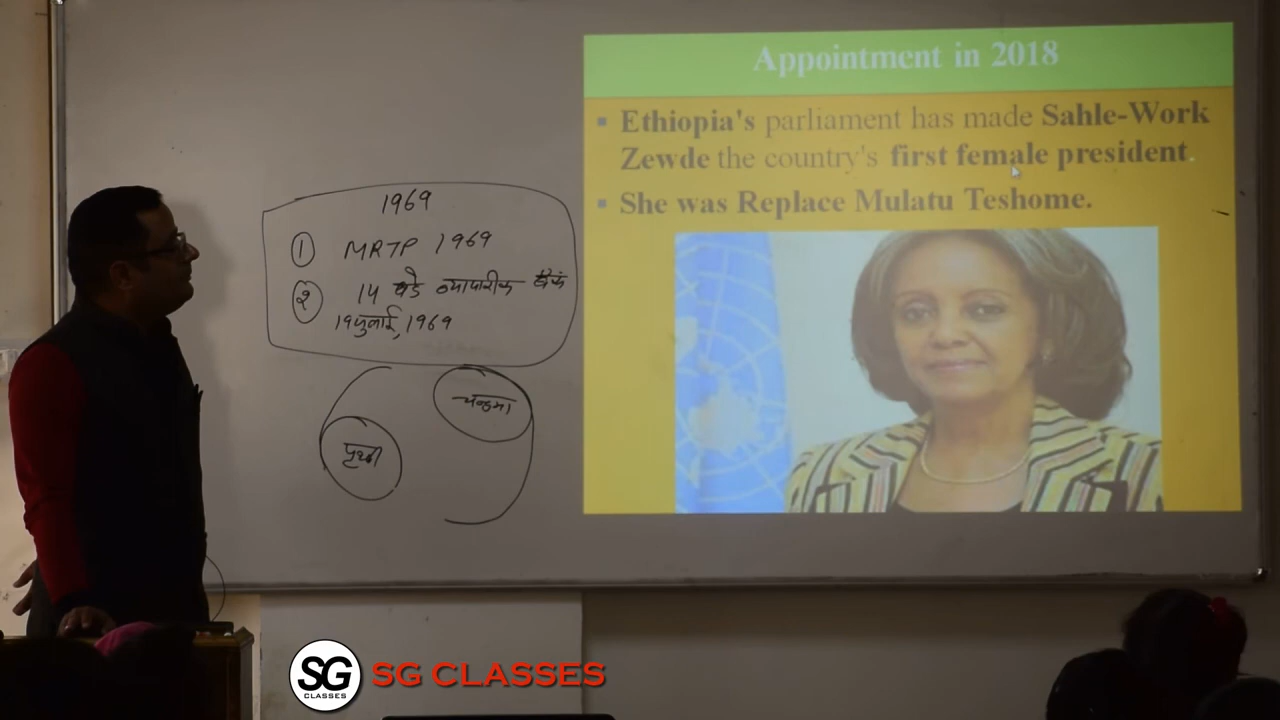 1969
① MRTP 1969
② 14 बडे व्यापारीक बैंक
19 जुलाई, 1969
चन्द्रमा
पृथ्वी
Appointment in 2018
▪ Ethiopia's parliament has made Sahle-Work
Zewde the country's first female president.
▪ She was Replace Mulatu Teshome.
SG
CLASSES
SG CLASSES